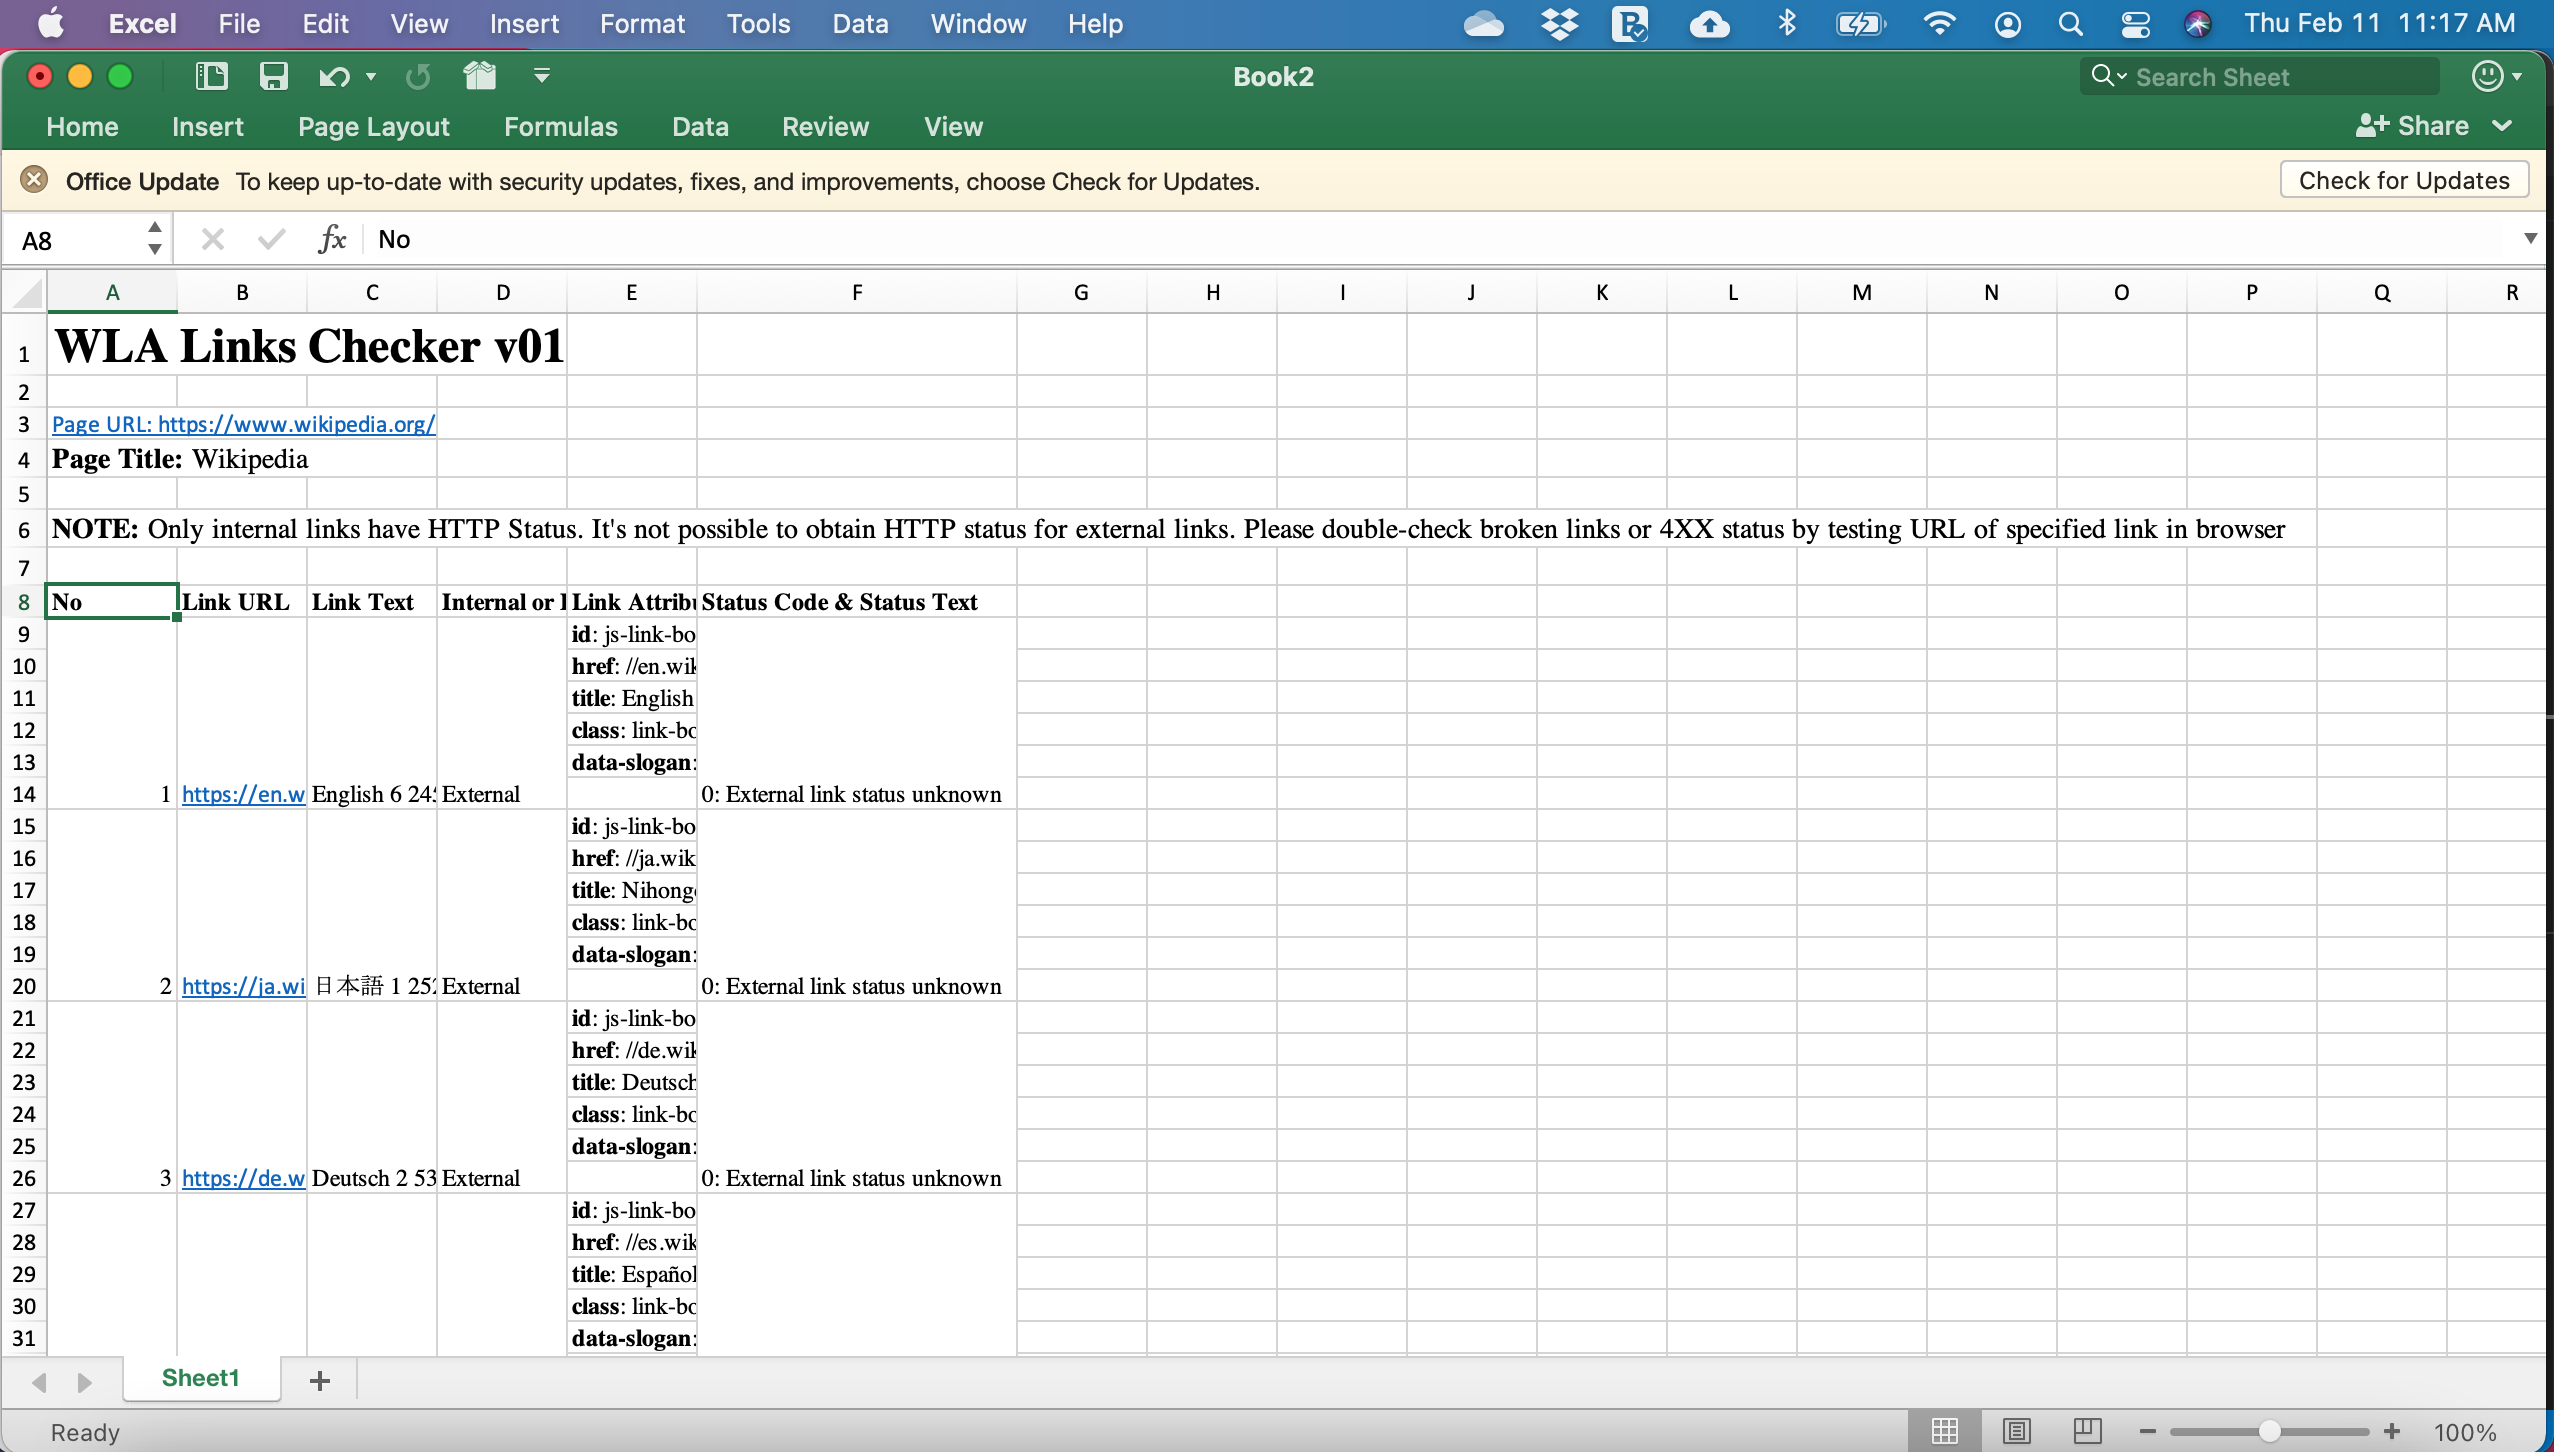 Excel File Edit View Insert Format Tools Data Window Help Thu Feb 11 11:17 AM
Book2 Search Sheet
Home Insert Page Layout Formulas Data Review View Share
Office Update To keep up-to-date with security updates, fixes, and improvements, choose Check for Updates. Check for Updates
A8 fx No
A B C D E F G H I J K L M N O P Q R
1 WLA Links Checker v01
2
3 Page URL: https://www.wikipedia.org/
4 Page Title: Wikipedia
5
6 NOTE: Only internal links have HTTP Status. It's not possible to obtain HTTP status for external links. Please double-check broken links or 4XX status by testing URL of specified link in browser
7
8 No Link URL Link Text Internal or Link Attribu Status Code & Status Text
9 id: js-link-bo
10 href: //en.wik
11 title: English
12 class: link-bo
13 data-slogan:
14 1 https://en.w English 6 245 External 0: External link status unknown
15 id: js-link-bo
16 href: //ja.wik
17 title: Nihongo
18 class: link-bo
19 data-slogan:
20 2 https://ja.wi 日本語 1 252 External 0: External link status unknown
21 id: js-link-bo
22 href: //de.wik
23 title: Deutsch
24 class: link-bo
25 data-slogan:
26 3 https://de.w Deutsch 2 53 External 0: External link status unknown
27 id: js-link-bo
28 href: //es.wik
29 title: Español
30 class: link-bo
31 data-slogan:
Sheet1 +
Ready 100%